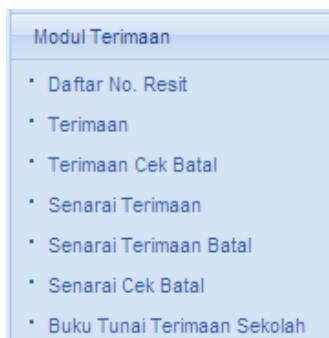 Modul Terimaan
Daftar No. Resit
Terimaan
Terimaan Cek Batal
Senarai Terimaan
Senarai Terimaan Batal
Senarai Cek Batal
Buku Tunai Terimaan Sekolah